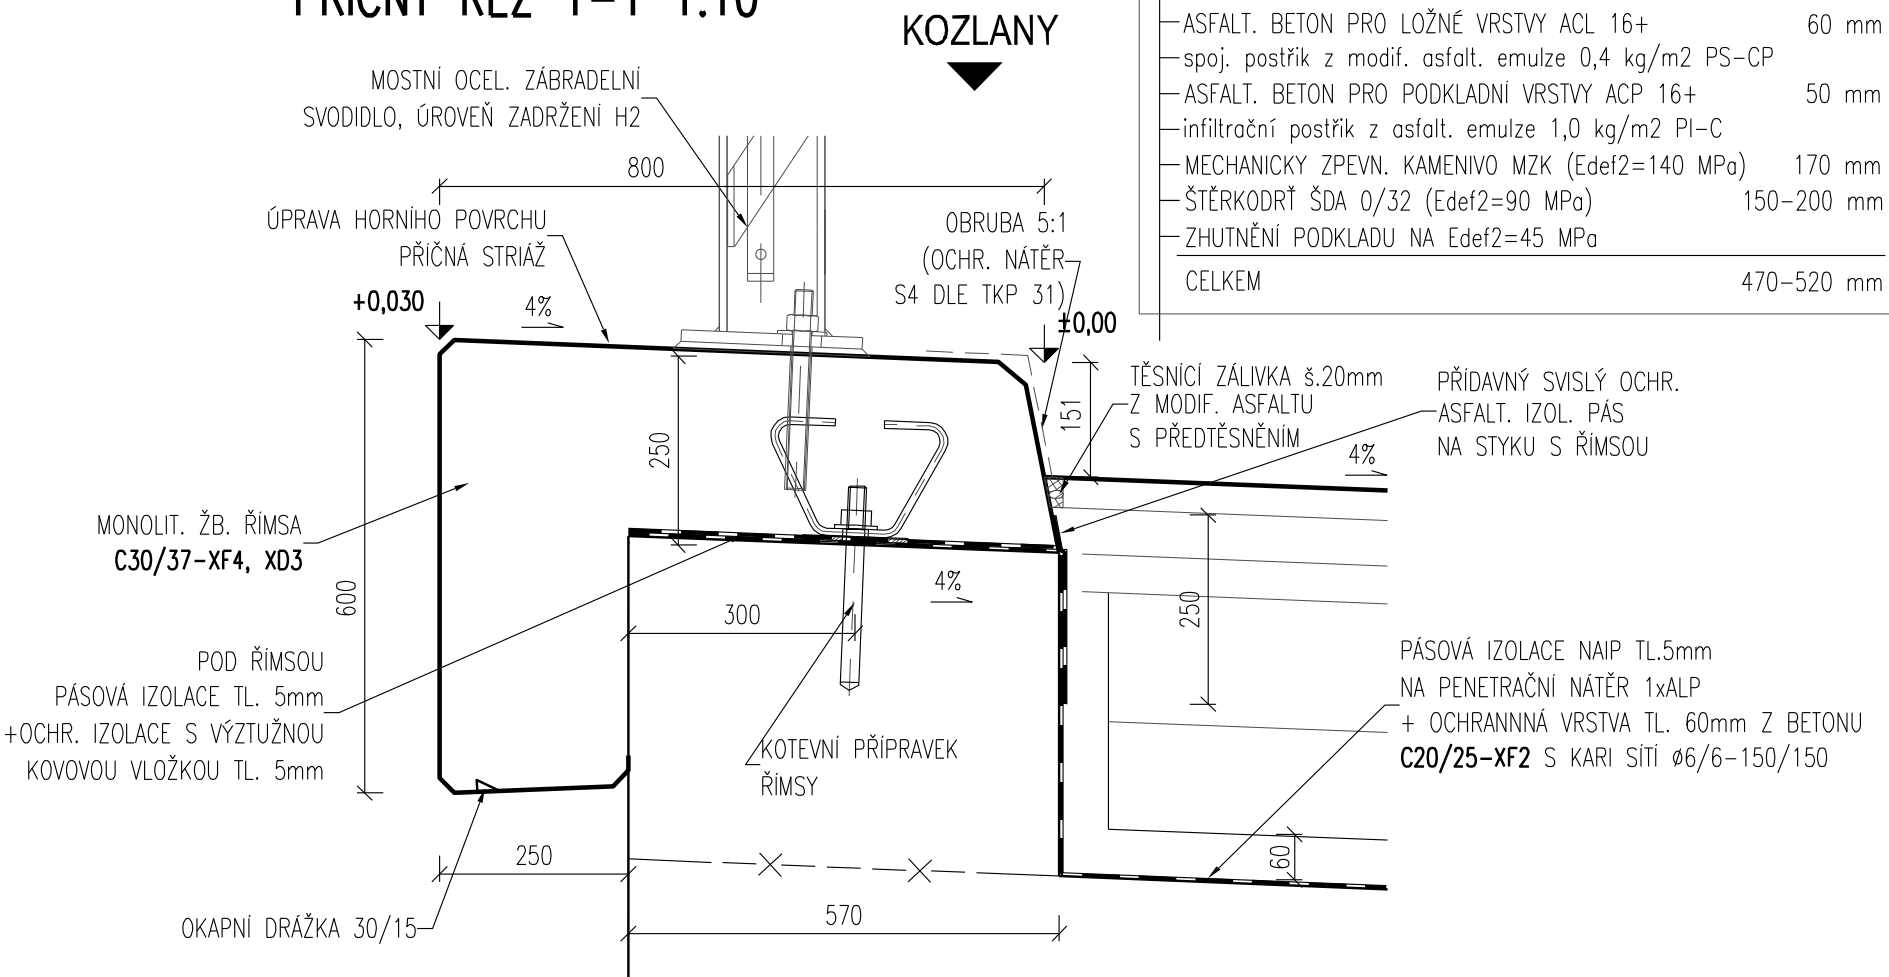 PŘÍČNÝ ŘEZ 1-1 1:10
KOZLANY
ASFALT. BETON PRO LOŽNÉ VRSTVY ACL 16+ 60 mm
spoj. postřik z modif. asfalt. emulze 0,4 kg/m2 PS-CP
ASFALT. BETON PRO PODKLADNÍ VRSTVY ACP 16+ 50 mm
infiltrační postřik z asfalt. emulze 1,0 kg/m2 PI-C
MECHANICKY ZPEVN. KAMENIVO MZK (Edef2=140 MPa) 170 mm
ŠTĚRKODRŤ ŠDA 0/32 (Edef2=90 MPa) 150-200 mm
ZHUTNĚNÍ PODKLADU NA Edef2=45 MPa
CELKEM 470-520 mm
MOSTNÍ OCEL. ZÁBRADELNÍ
SVODIDLO, ÚROVEŇ ZADRŽENÍ H2
800
ÚPRAVA HORNÍHO POVRCHU
PŘÍČNÁ STRIÁŽ
OBRUBA 5:1
(OCHR. NÁTĚR
S4 DLE TKP 31)
+0,030
4%
±0,00
TĚSNÍCÍ ZÁLIVKA š.20mm
Z MODIF. ASFALTU
S PŘEDTĚSNĚNÍM
PŘÍDAVNÝ SVISLÝ OCHR.
ASFALT. IZOL. PÁS
NA STYKU S ŘÍMSOU
151
250
4%
MONOLIT. ŽB. ŘÍMSA
C30/37-XF4, XD3
600
4%
300
250
POD ŘÍMSOU
PÁSOVÁ IZOLACE TL. 5mm
+OCHR. IZOLACE S VÝZTUŽNOU
KOVOVOU VLOŽKOU TL. 5mm
KOTEVNÍ PŘÍPRAVEK
ŘÍMSY
PÁSOVÁ IZOLACE NAIP TL.5mm
NA PENETRAČNÍ NÁTĚR 1xALP
+ OCHRANNNÁ VRSTVA TL. 60mm Z BETONU
C20/25-XF2 S KARI SÍTÍ ø6/6-150/150
250
60
570
OKAPNÍ DRÁŽKA 30/15